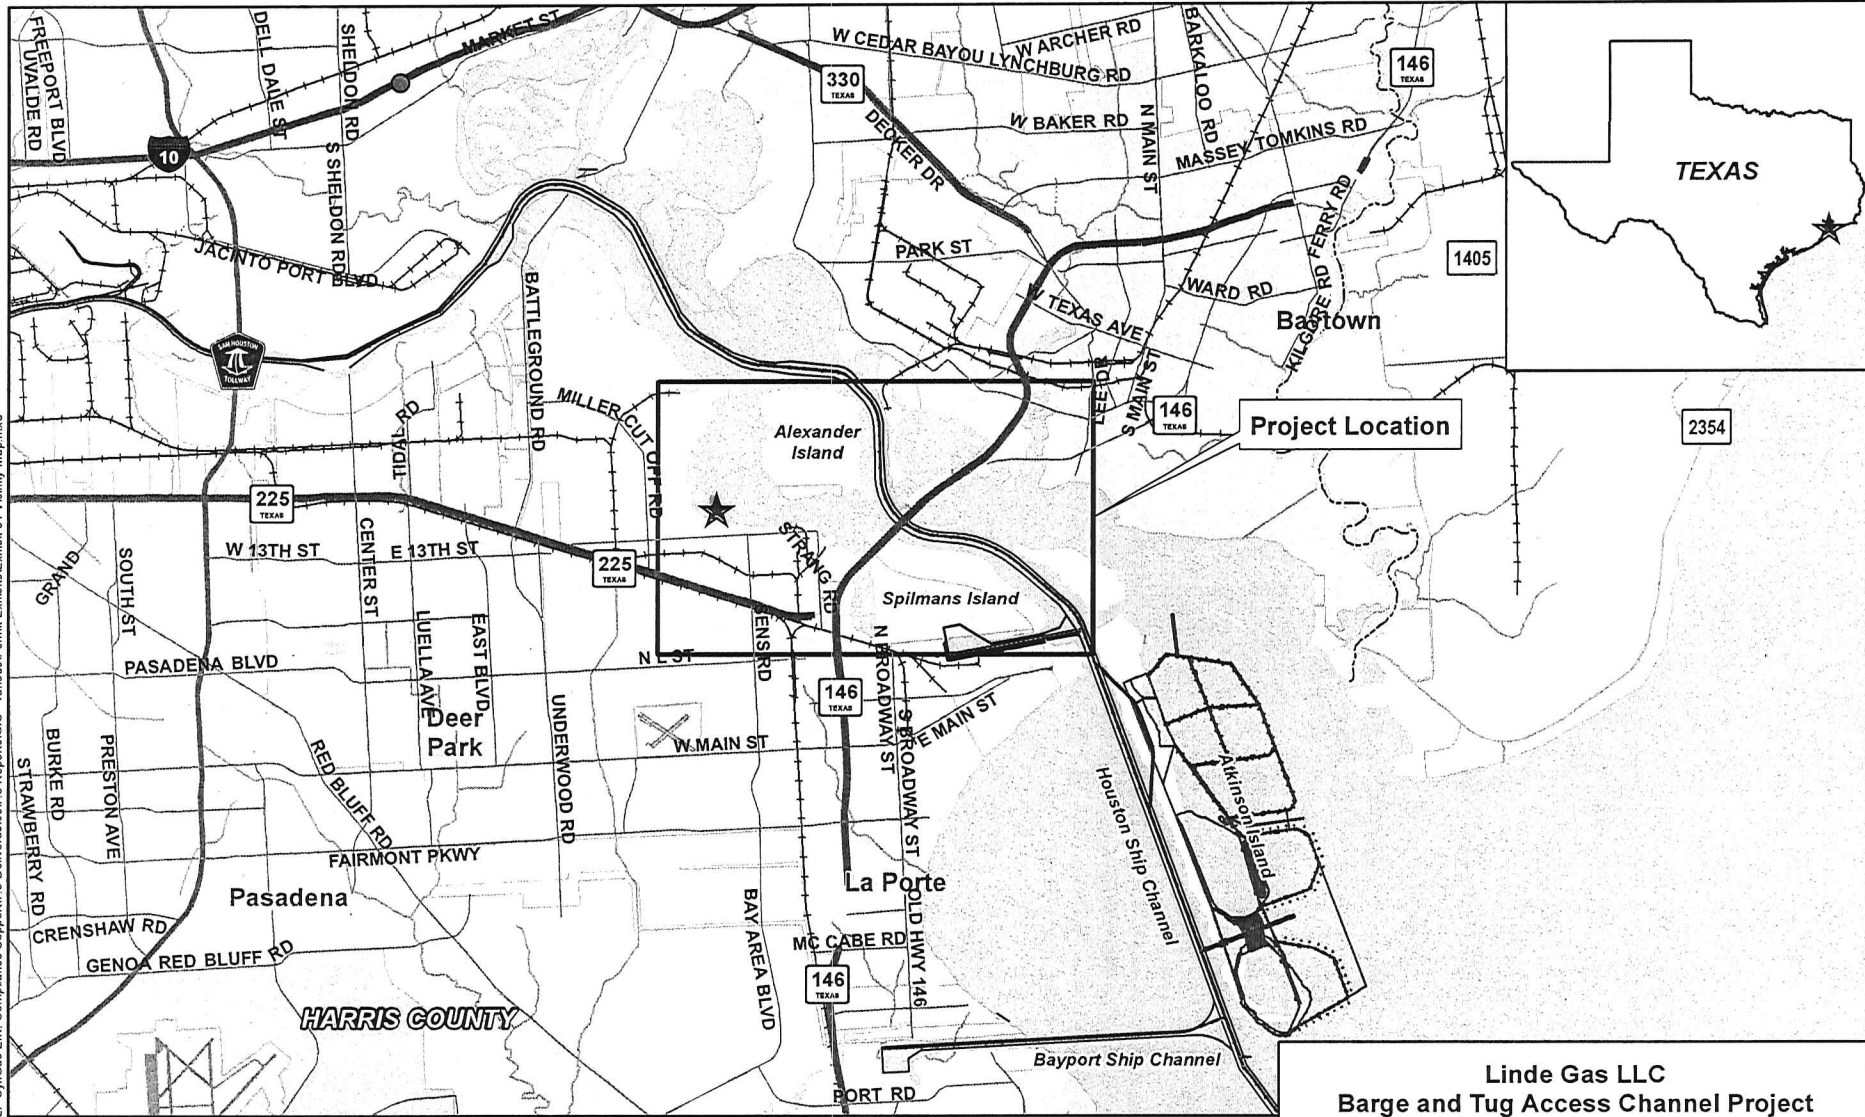 FREEPORT BLVD
UVALDE RD
DELL DALE ST
SHELDON RD
MARKET ST
S SHELDON RD
10
JACINTO PORT BLVD
SAM HOUSTON
TOLLWAY
W CEDAR BAYOU LYNCHBURG RD
W ARCHER RD
BARKALOO RD
146
TEXAS
330
TEXAS
DECKER DR
W BAKER RD
N MAIN ST
MASSEY TOMKINS RD
TEXAS
1405
PARK ST
WARD RD
KILGORE RD
FERRY RD
W TEXAS AVE
Baytown
BATTLEGROUND RD
MILLER CUT OFF RD
TIDAL RD
LEE DR
S MAIN ST
146
TEXAS
Project Location
2354
Alexander
Island
225
TEXAS
CENTER ST
W 13TH ST
E 13TH ST
225
TEXAS
STRANG RD
Spilmans Island
GRAND
SOUTH ST
LUELLA AVE
EAST BLVD
SENS RD
PASADENA BLVD
N L ST
N BROADWAY ST
146
TEXAS
Deer
Park
UNDERWOOD RD
W MAIN ST
E MAIN ST
S BROADWAY ST
BURKE RD
PRESTON AVE
STRAWBERRY RD
RED BLUFF RD
FAIRMONT PKWY
Houston Ship Channel
Atkinson Island
Pasadena
La Porte
CRENSHAW RD
GENOA RED BLUFF RD
BAY AREA BLVD
MC CABE RD
OLD HWY 146
146
TEXAS
HARRIS COUNTY
Bayport Ship Channel
PORT RD
Linde Gas LLC
Barge and Tug Access Channel Project